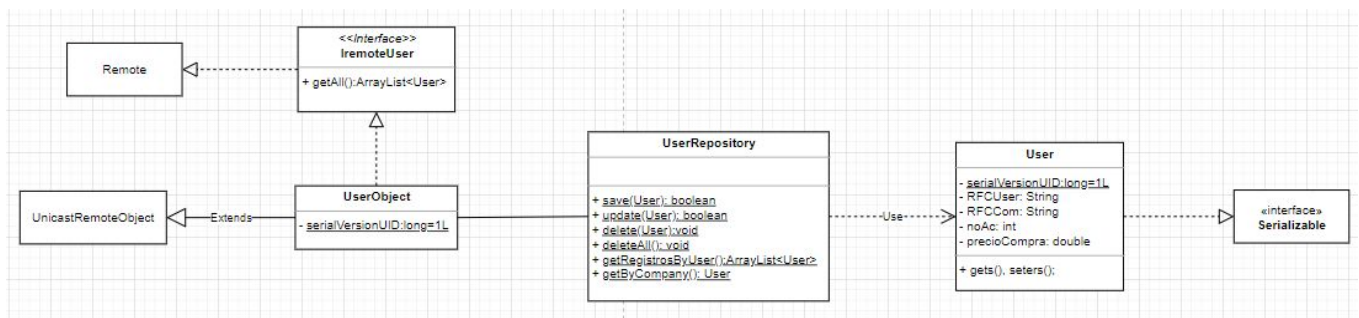 Remote
<<Interface>>
IremoteUser
+ getAll():ArrayList<User>
UnicastRemoteObject
Extends
UserObject
- serialVersionUID:long=1L
UserRepository
+ save(User): boolean
+ update(User): boolean
+ delete(User):void
+ deleteAll(): void
+ getRegistrosByUser():ArrayList<User>
+ getByCompany(): User
Use
User
- serialVersionUID:long=1L
- RFCUser: String
- RFCCom: String
- noAc: int
- precioCompra: double
+ gets(), seters();
«interface»
Serializable